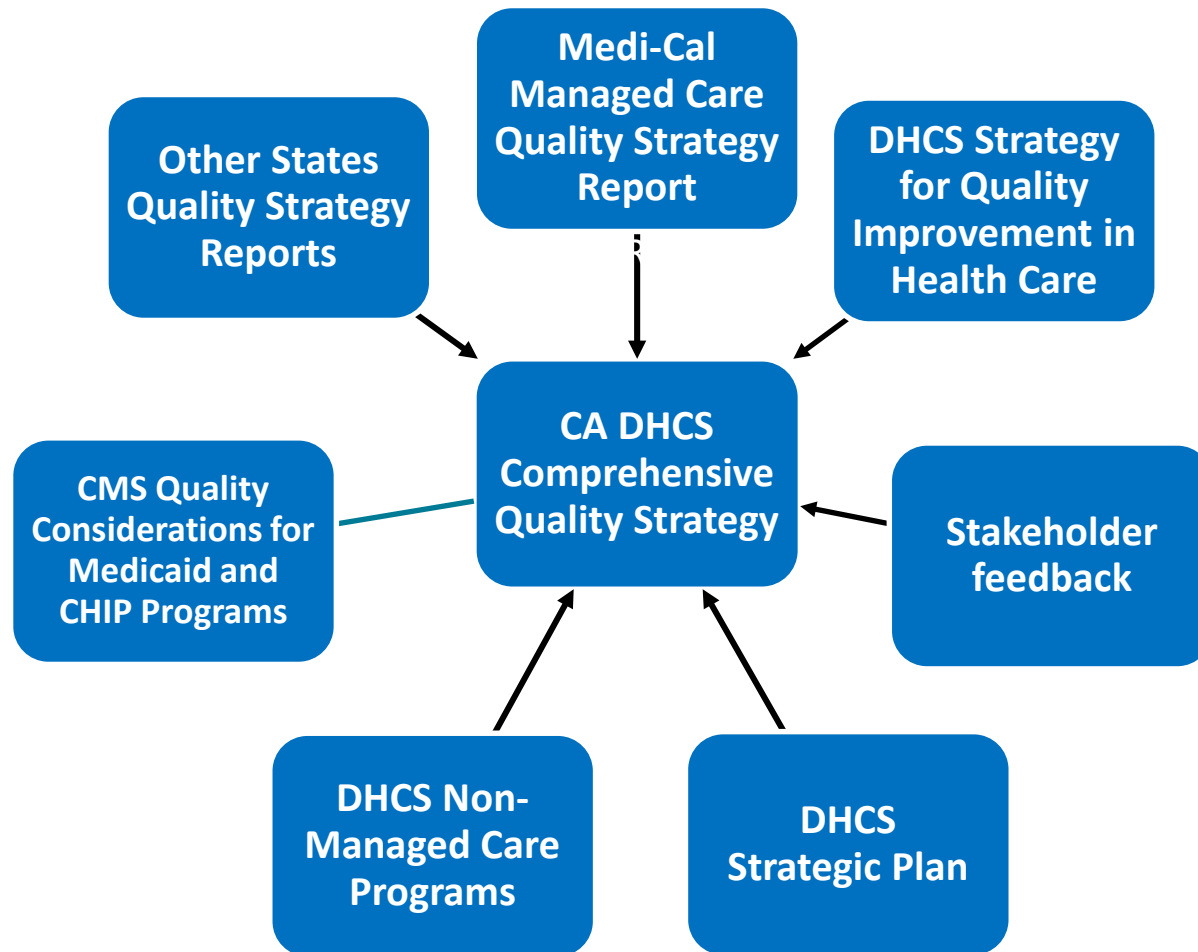 Medi-Cal
Managed Care
Quality Strategy
Report
Other States
Quality Strategy
Reports
DHCS Strategy
for Quality
Improvement in
Health Care
CA DHCS
Comprehensive
Quality Strategy
CMS Quality
Considerations for
Medicaid and
CHIP Programs
Stakeholder
feedback
DHCS Non-
Managed Care
Programs
DHCS
Strategic Plan